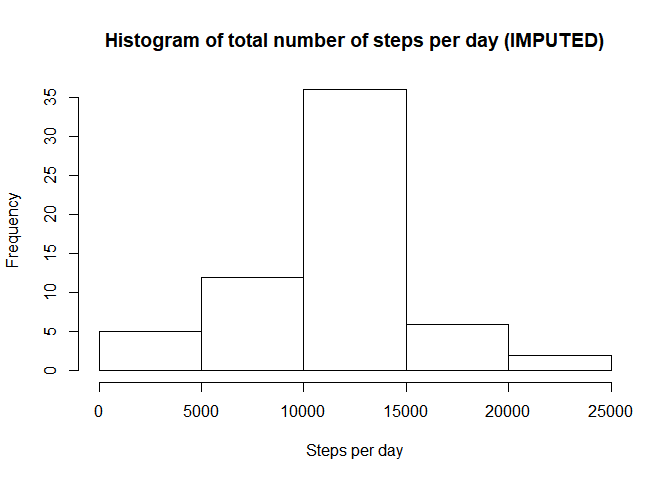 Histogram of total number of steps per day (IMPUTED)
Frequency
35
30
25
20
15
10
5
0
0 5000 10000 15000 20000 25000
Steps per day